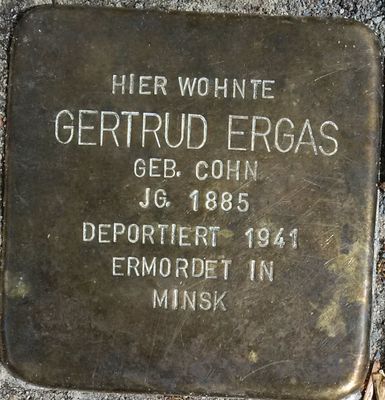 HIER WOHNTE
GERTRUD ERGAS
GEB. COHN
JG. 1885
DEPORTIERT 1941
ERMORDET IN
MINSK